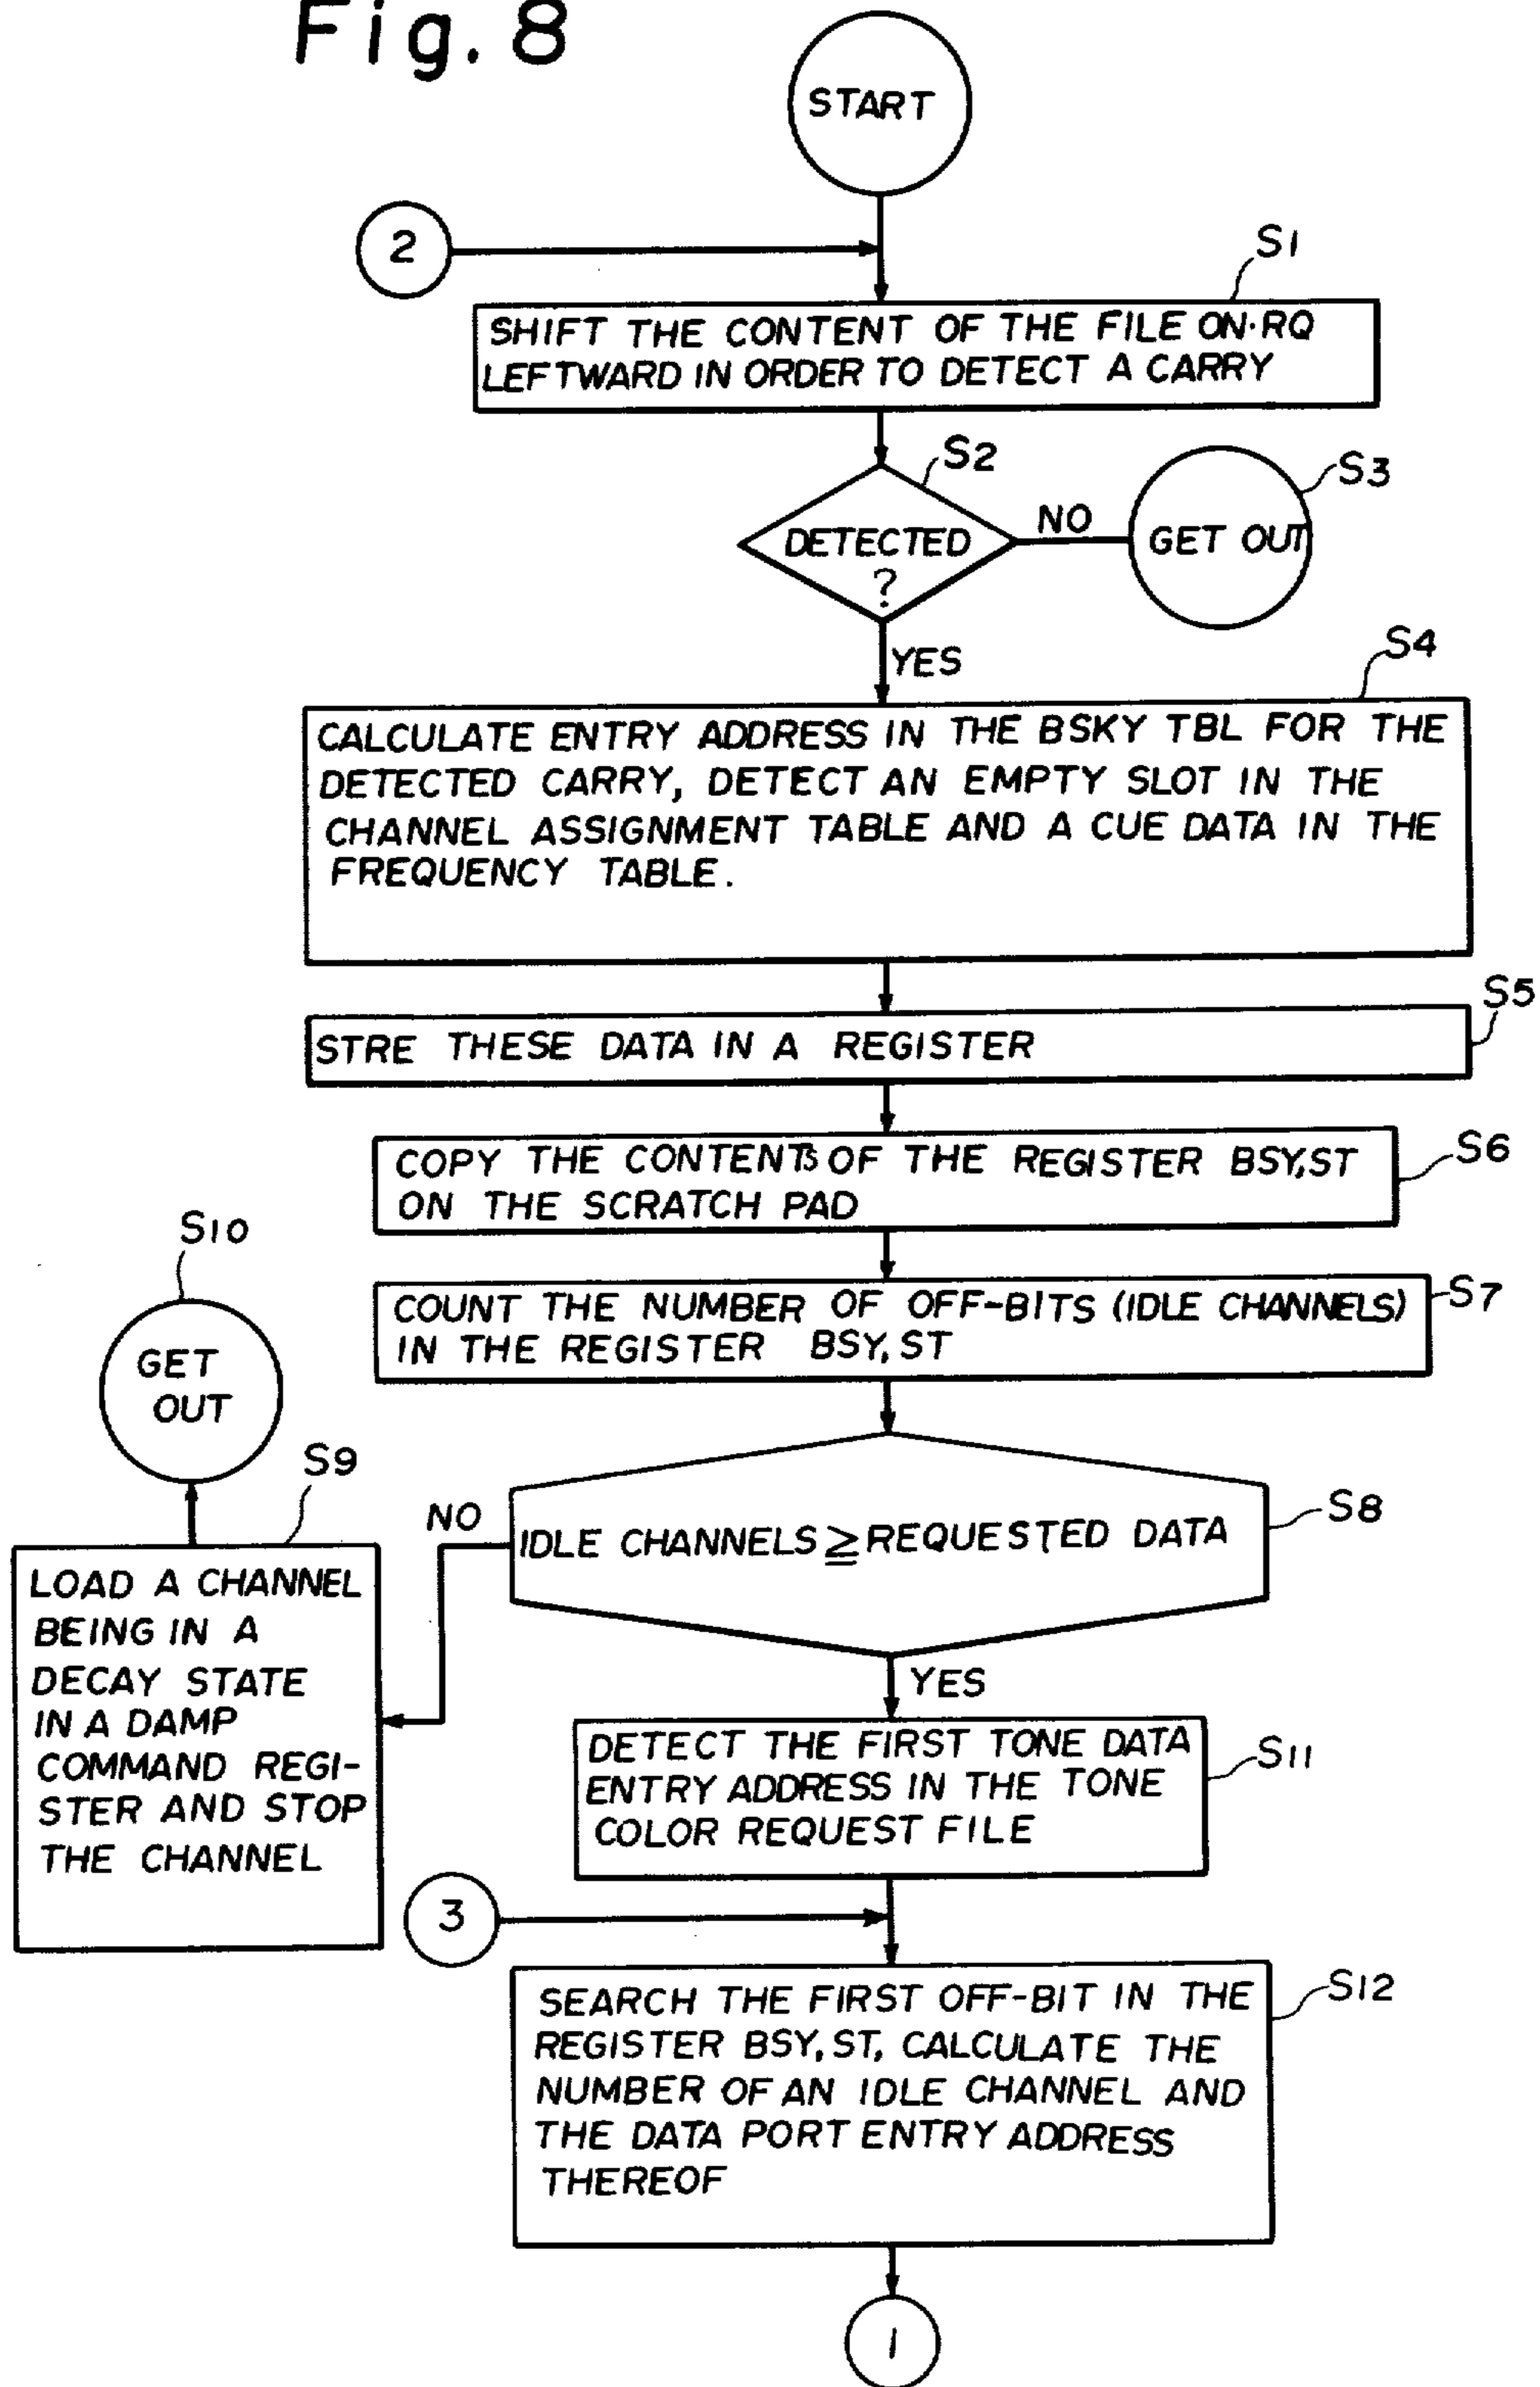 Fig. 8
START
2
S1
SHIFT THE CONTENT OF THE FILE ON·RQ
LEFTWARD IN ORDER TO DETECT A CARRY
S2
S3
DETECTED
?
NO
GET OUT
YES
S4
CALCULATE ENTRY ADDRESS IN THE BSKY TBL FOR THE
DETECTED CARRY, DETECT AN EMPTY SLOT IN THE
CHANNEL ASSIGNMENT TABLE AND A CUE DATA IN THE
FREQUENCY TABLE.
S5
STRE THESE DATA IN A REGISTER
S6
COPY THE CONTENTS OF THE REGISTER BSY,ST
ON THE SCRATCH PAD
S7
COUNT THE NUMBER OF OFF-BITS (IDLE CHANNELS)
IN THE REGISTER BSY,ST
S10
GET
OUT
S9
NO
S8
IDLE CHANNELS ≧ REQUESTED DATA
LOAD A CHANNEL
BEING IN A
DECAY STATE
IN A DAMP
COMMAND REGI-
STER AND STOP
THE CHANNEL
YES
S11
DETECT THE FIRST TONE DATA
ENTRY ADDRESS IN THE TONE
COLOR REQUEST FILE
3
S12
SEARCH THE FIRST OFF-BIT IN THE
REGISTER BSY,ST, CALCULATE THE
NUMBER OF AN IDLE CHANNEL AND
THE DATA PORT ENTRY ADDRESS
THEREOF
1